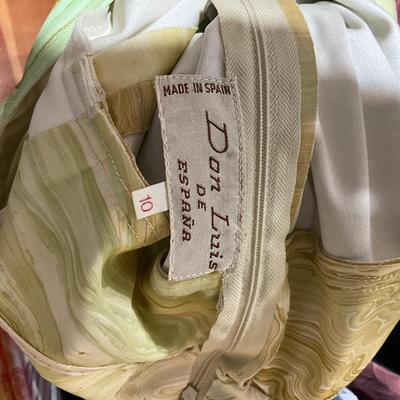 MADE IN SPAIN
Don Luis
DE
ESPAÑA
10